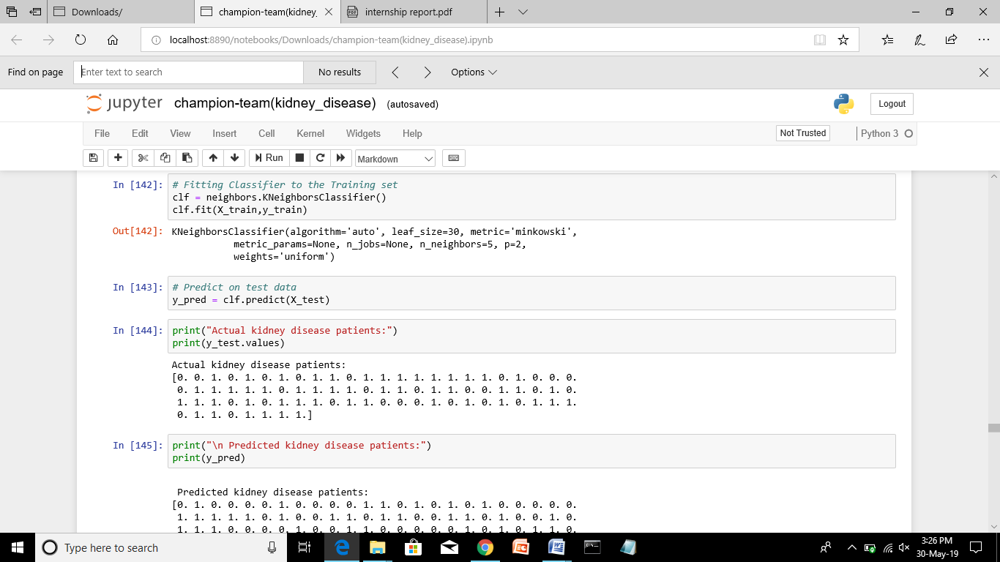 Downloads/
champion-team(kidney_
internship report.pdf
localhost:8890/notebooks/Downloads/champion-team(kidney_disease).ipynb
Find on page
Enter text to search
No results
Options
jupyter
champion-team(kidney_disease)
(autosaved)
Logout
File Edit View Insert Cell Kernel Widgets Help
Not Trusted
Python 3
Run
Markdown
In [142]:
# Fitting Classifier to the Training set
clf = neighbors.KNeighborsClassifier()
clf.fit(X_train,y_train)
Out[142]:
KNeighborsClassifier(algorithm='auto', leaf_size=30, metric='minkowski',
metric_params=None, n_jobs=None, n_neighbors=5, p=2,
weights='uniform')
In [143]:
# Predict on test data
y_pred = clf.predict(X_test)
In [144]:
print("Actual kidney disease patients:")
print(y_test.values)
Actual kidney disease patients:
[0. 0. 1. 0. 1. 0. 1. 0. 1. 1. 0. 1. 1. 1. 1. 1. 1. 1. 1. 0. 1. 0. 0. 0.
0. 1. 1. 1. 1. 1. 0. 1. 1. 1. 1. 0. 1. 1. 0. 1. 1. 0. 0. 1. 1. 0. 1. 0.
1. 1. 1. 0. 1. 0. 1. 1. 1. 0. 1. 1. 0. 0. 0. 1. 0. 1. 0. 1. 0. 1. 1. 1.
0. 1. 1. 0. 1. 1. 1. 1.]
In [145]:
print("\n Predicted kidney disease patients:")
print(y_pred)
Predicted kidney disease patients:
[0. 1. 0. 0. 0. 0. 1. 0. 0. 0. 0. 1. 1. 0. 1. 0. 1. 0. 1. 0. 0. 0. 0. 0.
1. 1. 1. 1. 1. 0. 1. 0. 0. 1. 1. 0. 1. 1. 0. 0. 1. 0. 1. 0. 0. 1. 0.
1. 1. 1. 0. 0. 0. 0. 1. 0. 0. 1. 1. 0. 0. 0. 0. 0. 1. 0. 1. 0. 1. 1. 0.
Type here to search
3:26 PM
30-May-19